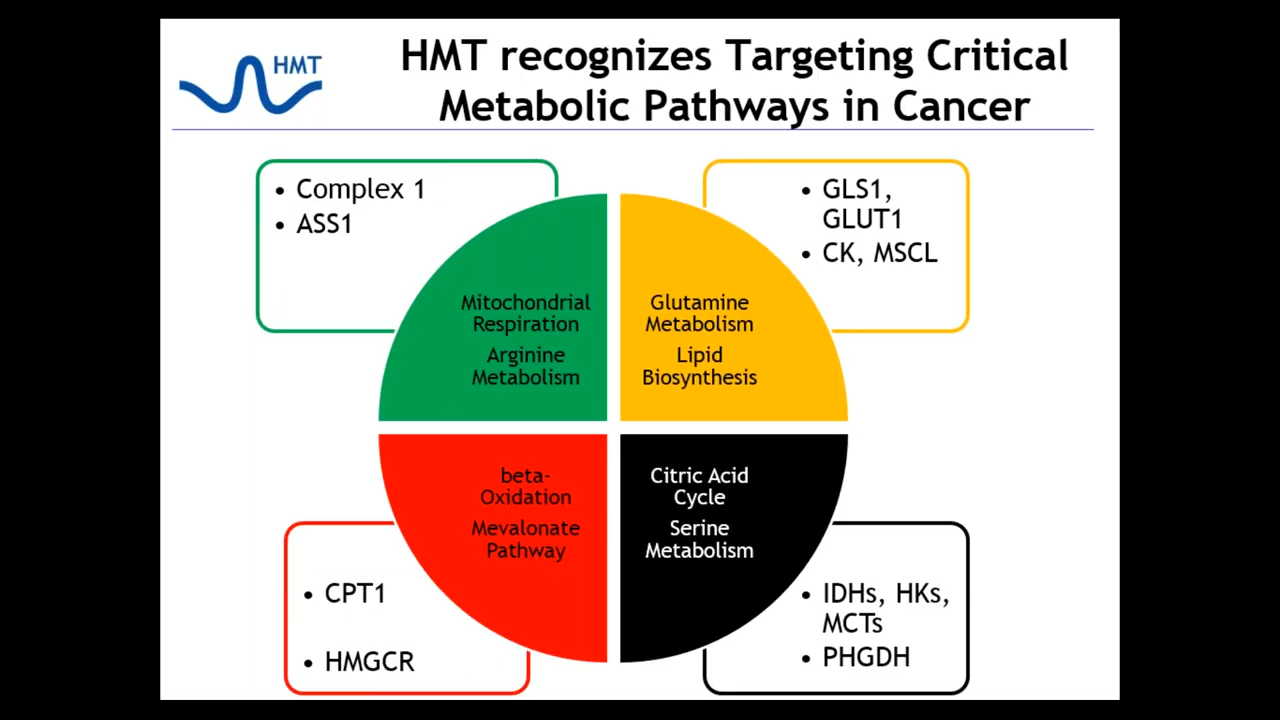 HMT
HMT recognizes Targeting Critical
Metabolic Pathways in Cancer
• Complex 1
• ASS1
• GLS1,
GLUT1
• CK, MSCL
Mitochondrial
Respiration
Arginine
Metabolism
Glutamine
Metabolism
Lipid
Biosynthesis
beta-
Oxidation
Mevalonate
Pathway
Citric Acid
Cycle
Serine
Metabolism
• CPT1
• HMGCR
• IDHs, HKs,
MCTs
• PHGDH